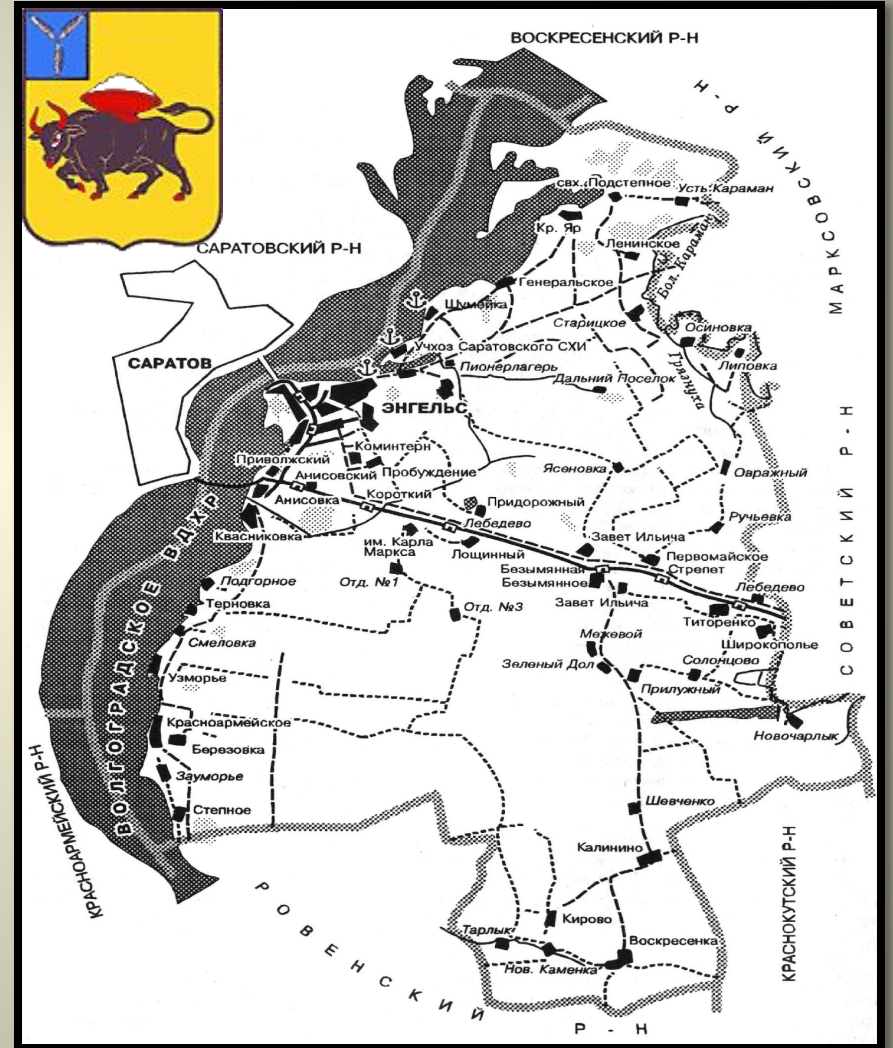 ВОСКРЕСЕНСКИЙ Р-Н
МАРКСОВСКИЙ Р-Н
свх. Подстепное
Усть Караман
Кр. Яр
САРАТОВСКИЙ Р-Н
Ленинское
Бол. Караман
Генеральское
Шумейка
Старицкое
Осиновка
Учхоз Саратовского СХИ
САРАТОВ
Пионерлагерь
Липовка
Грязнуха
Дальний Поселок
ЭНГЕЛЬС
Коминтерн
Приволжский
Пробуждение
Ясеновка
Овражный
Анисовский
Анисовка
Короткий
Придорожный
Лебедево
Ручьевка
Квасниковка
им. Карла
Маркса
Лощинный
Завет Ильича
Первомайское
СОВЕТСКИЙ Р-Н
Безымянная
Стрепет
Отд. №1
Безымянное
Подгорное
Лебедево
Терновка
Отд. №3
Завет Ильича
Титоренко
Смеловка
Межевой
Широкополье
ВОЛГОГРАДСКОЕ ВДХР
Зеленый Дол
Солонцово
Узморье
Прилужный
Красноармейское
Новочарлык
Березовка
Зауморье
КРАСНОАРМЕЙСКИЙ Р-Н
Степное
Шевченко
Калинино
КРАСНОКУТСКИЙ Р-Н
РОВЕНСКИЙ Р-Н
Кирово
Тарлык
Воскресенка
Нов. Каменка